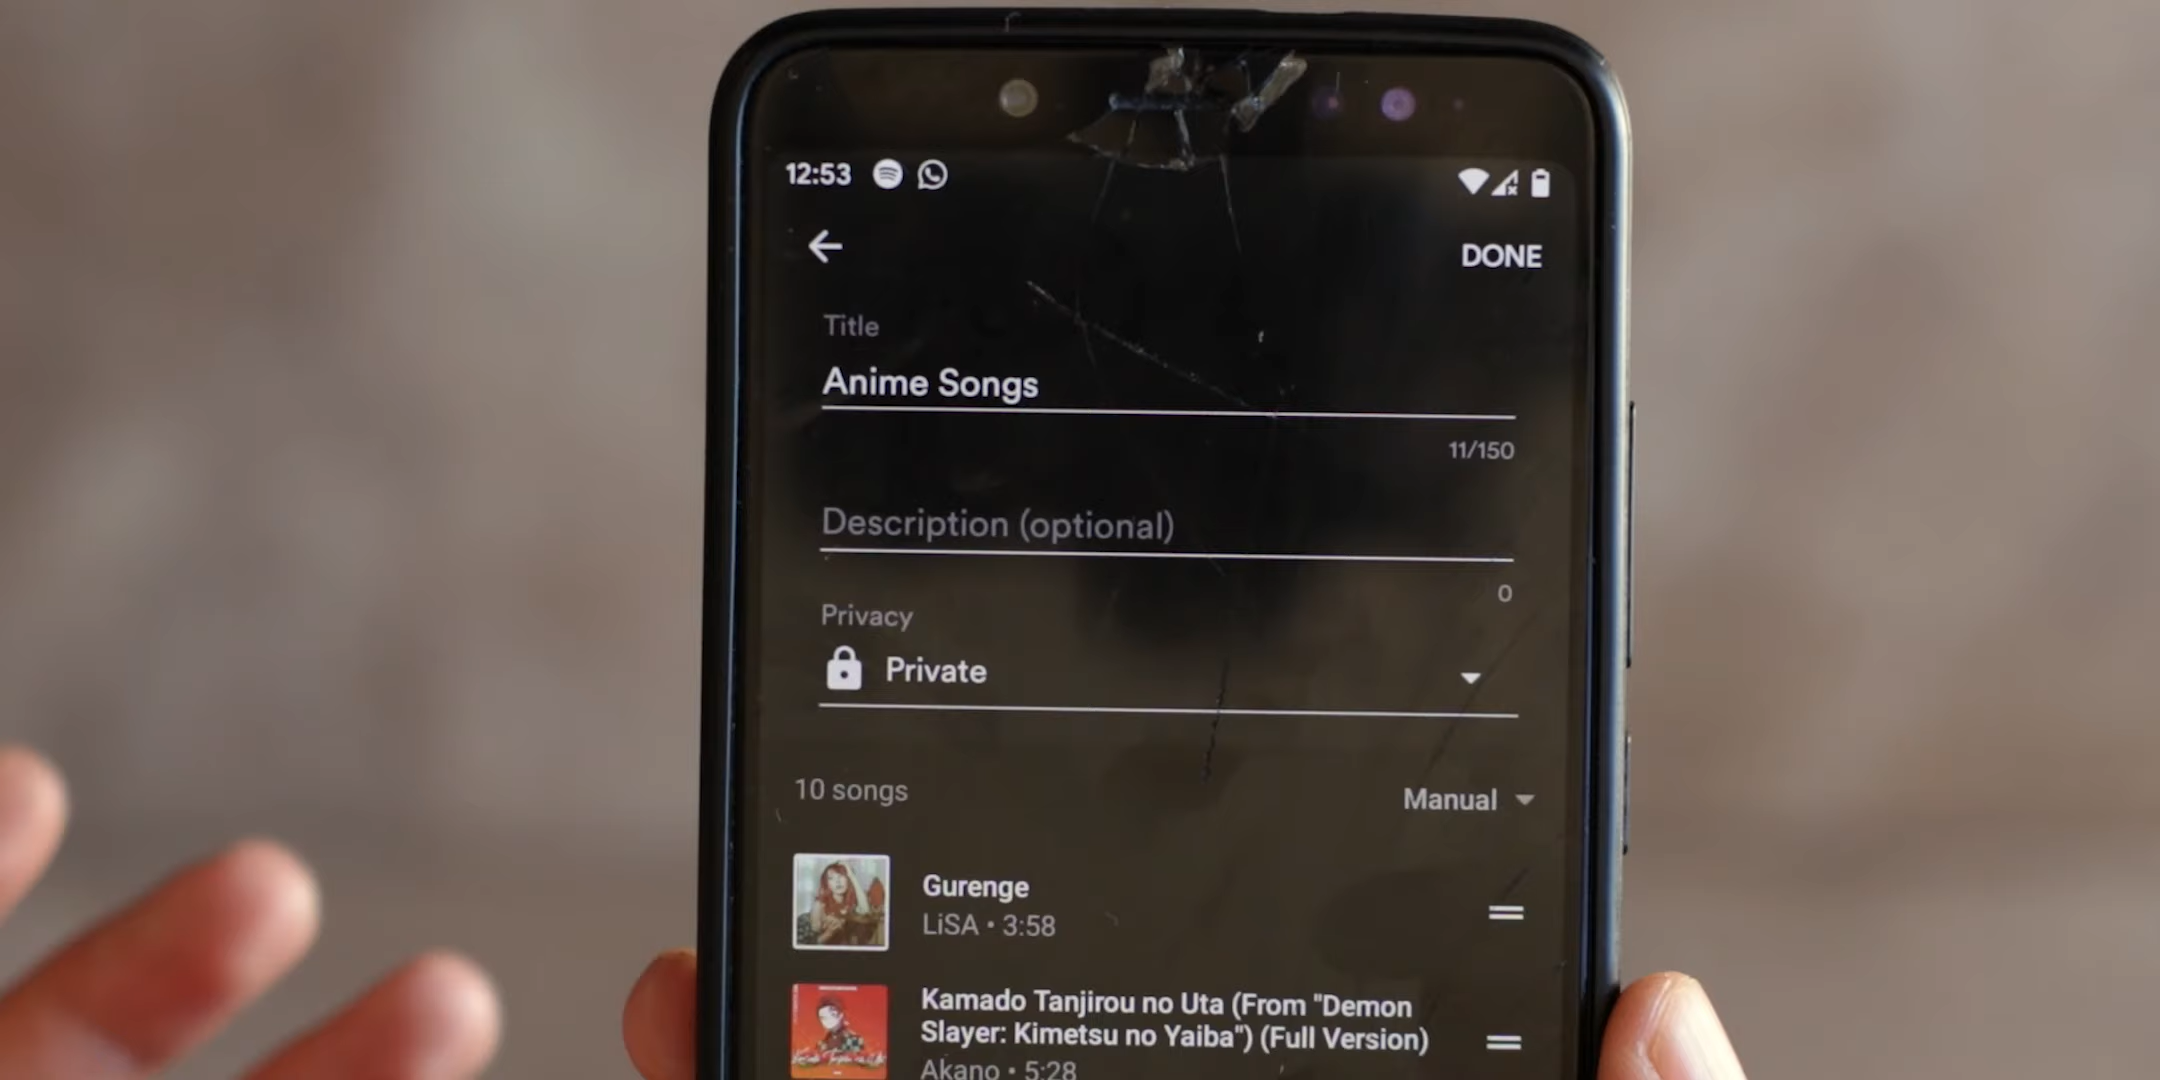 12:53
DONE
Title
Anime Songs
11/150
Description (optional)
0
Privacy
Private
10 songs
Manual
Gurenge
LiSA • 3:58
Kamado Tanjirou no Uta (From "Demon
Slayer: Kimetsu no Yaiba") (Full Version)
Akano • 5:28